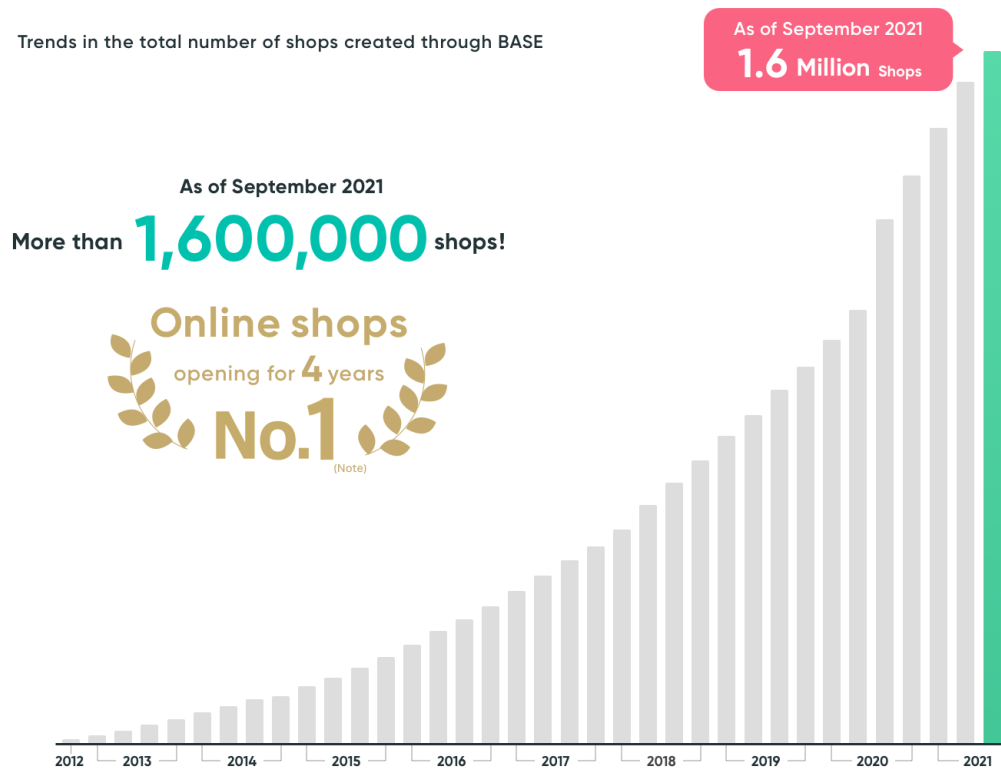 Trends in the total number of shops created through BASE
As of September 2021
1.6 Million Shops
As of September 2021
More than 1,600,000 shops!
Online shops
opening for 4 years
No.1
(Note)
2012 2013 2014 2015 2016 2017 2018 2019 2020 2021